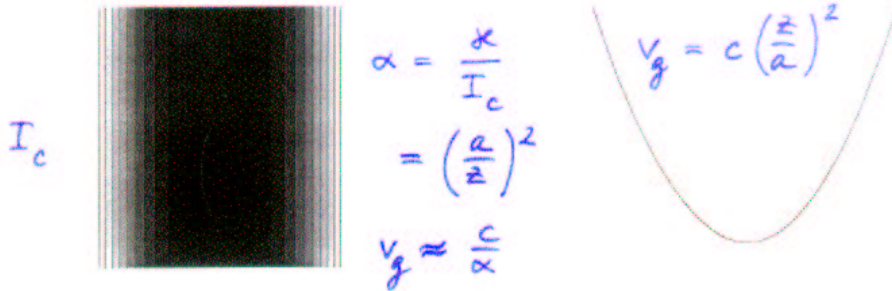 I_c
α = κ / I_c
= (a/z)^2
v_g ≈ c/α
v_g = c (z/a)^2